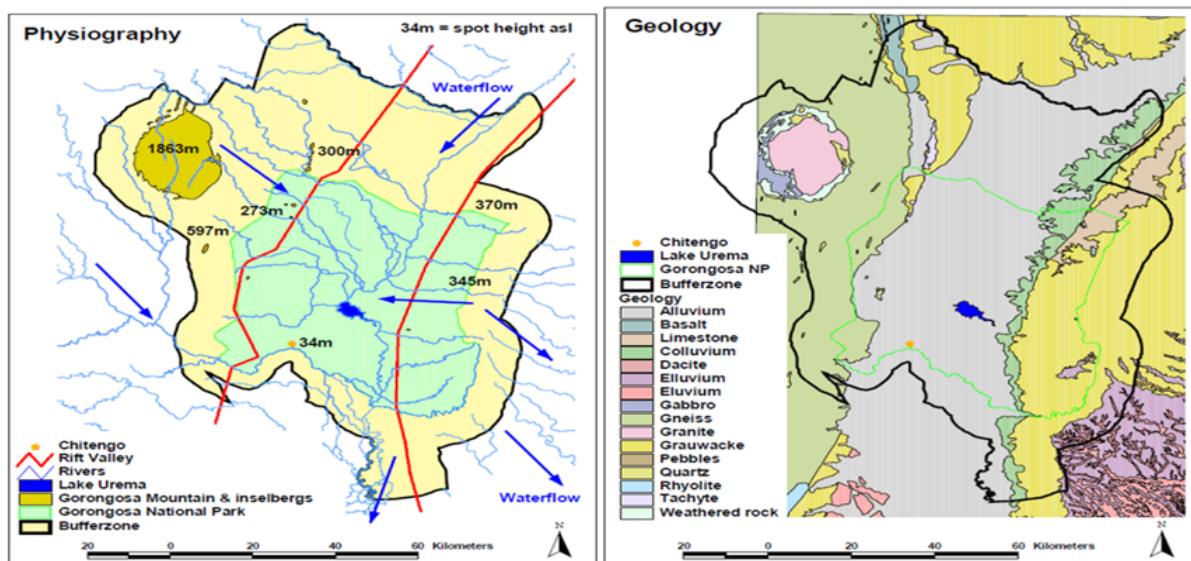 Physiography
34m = spot height asl
Waterflow
1863m
300m
273m
370m
597m
345m
34m
Chitengo
Rift Valley
Rivers
Lake Urema
Gorongosa Mountain & inselbergs
Gorongosa National Park
Bufferzone
Waterflow
N
20 0 20 40 60 Kilometers
Geology
Chitengo
Lake Urema
Gorongosa NP
Bufferzone
Geology
Alluvium
Basalt
Limestone
Colluvium
Dacite
Elluvium
Eluvium
Gabbro
Gneiss
Granite
Grauwacke
Pebbles
Quartz
Rhyolite
Tachyte
Weathered rock
N
20 0 20 40 60 Kilometers